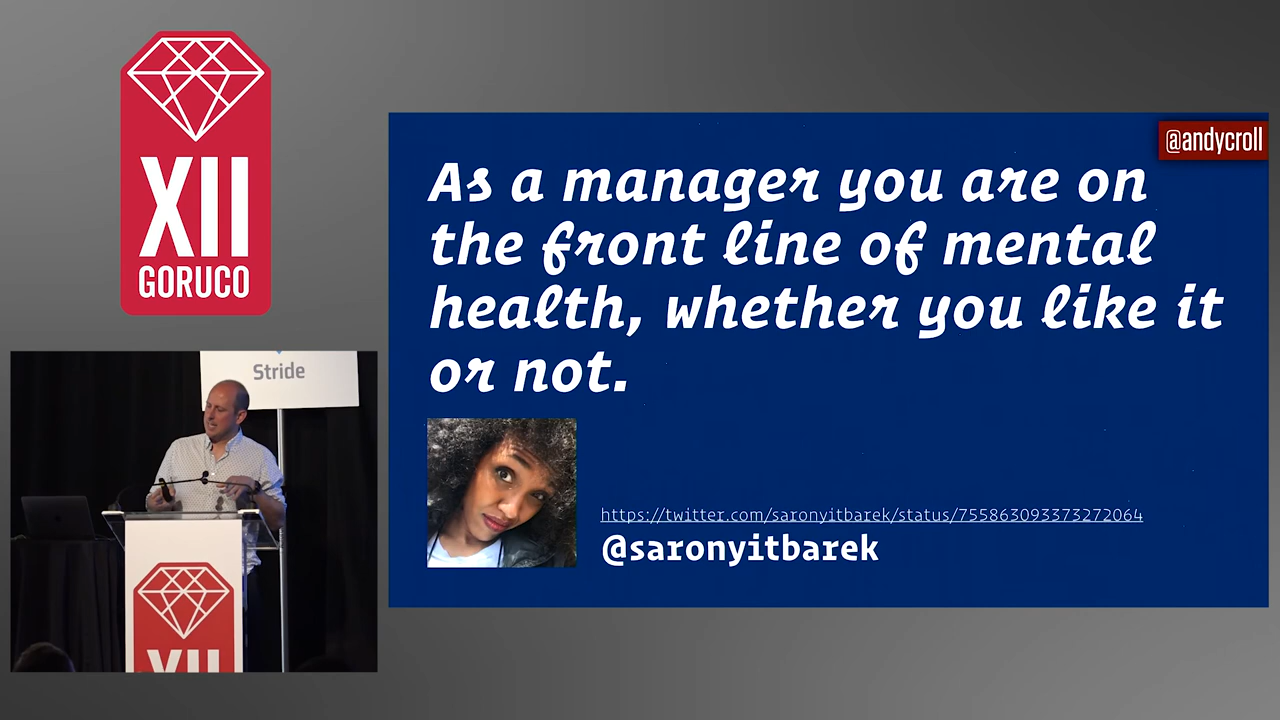 XII
GORUCO
Stride
XII
@andycroll
As a manager you are on
the front line of mental
health, whether you like it
or not.
https://twitter.com/saronyitbarek/status/755863093373272064
@saronyitbarek